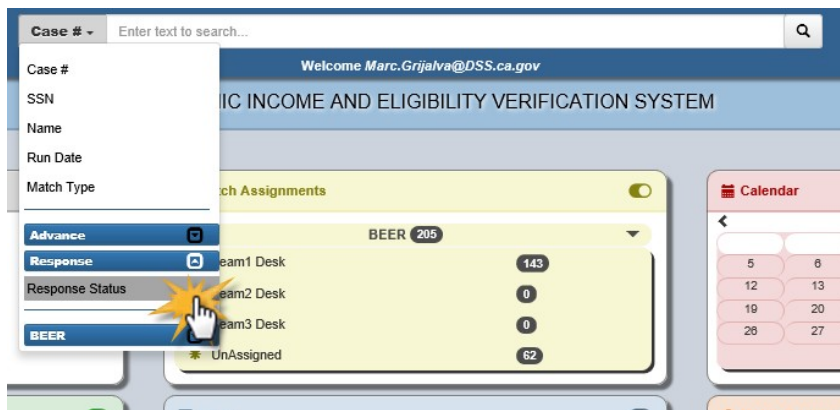 Case # Enter text to search...
Welcome Marc.Grijalva@DSS.ca.gov
IC INCOME AND ELIGIBILITY VERIFICATION SYSTEM
Case #
SSN
Name
Run Date
Match Type
Advance
Response
Response Status
BEER
ch Assignments
BEER 205
eam1 Desk 143
eam2 Desk 0
eam3 Desk 0
UnAssigned 62
Calendar
5 6
12 13
19 20
26 27